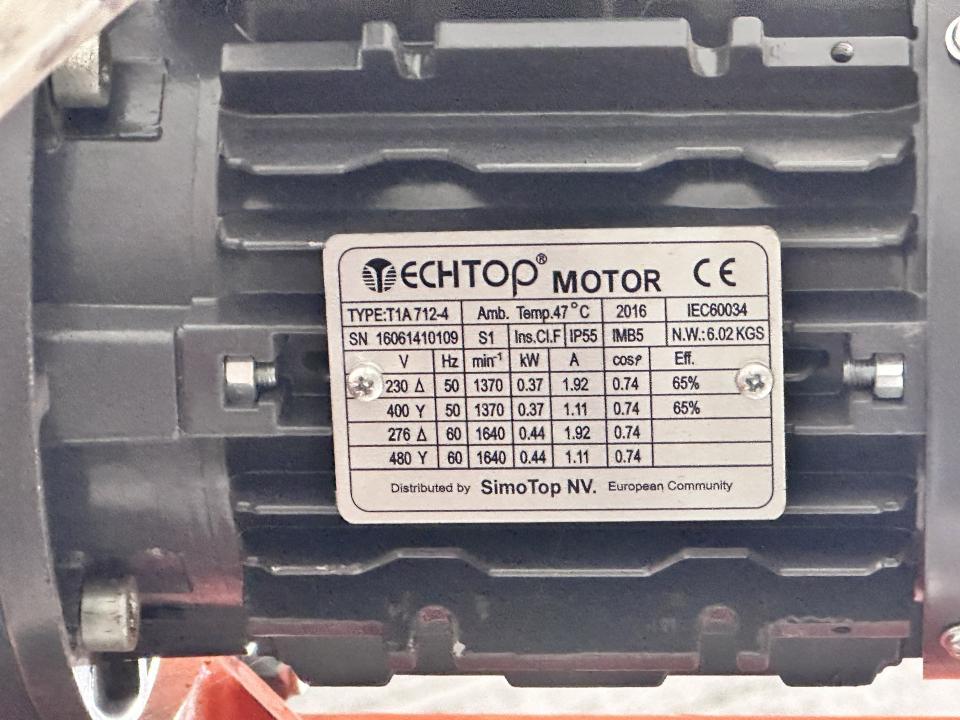 TECHTOP® MOTOR CE
TYPE:T1A 712-4 Amb. Temp.47°C 2016 IEC60034
SN 16061410109 S1 Ins.Cl.F IP55 IMB5 N.W.:6.02 KGS
V Hz min⁻¹ kW A cosρ Eff.
230 Δ 50 1370 0.37 1.92 0.74 65%
400 Y 50 1370 0.37 1.11 0.74 65%
276 Δ 60 1640 0.44 1.92 0.74
480 Y 60 1640 0.44 1.11 0.74
Distributed by SimoTop NV. European Community